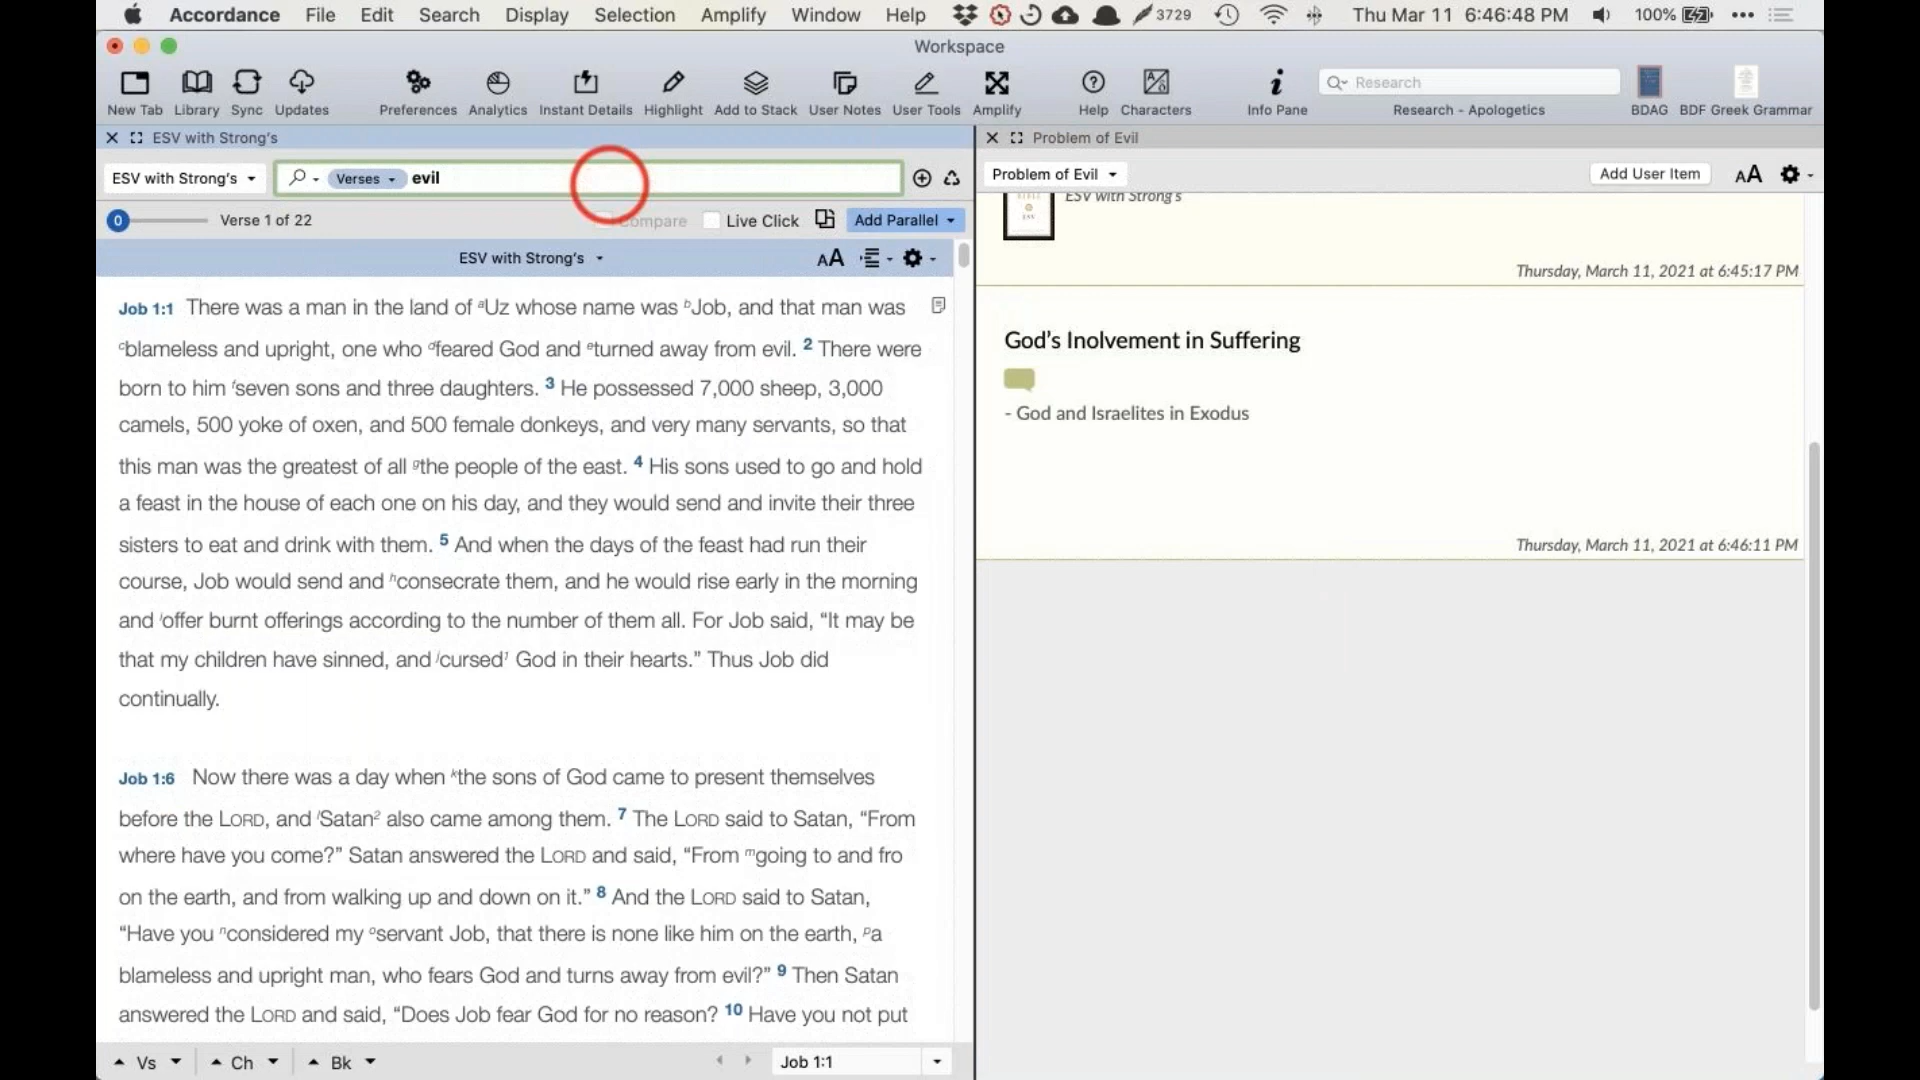 Accordance File Edit Search Display Selection Amplify Window Help 3729 Thu Mar 11 6:46:48 PM 100%
Workspace
New Tab Library Sync Updates Preferences Analytics Instant Details Highlight Add to Stack User Notes User Tools Amplify Help Characters Info Pane Research Research - Apologetics BDAG BDF Greek Grammar
ESV with Strong's
ESV with Strong's Verses evil
0 Verse 1 of 22 Compare Live Click Add Parallel
ESV with Strong's
Job 1:1 There was a man in the land of aUz whose name was bJob, and that man was
cblameless and upright, one who dfeared God and eturned away from evil. 2 There were
born to him fseven sons and three daughters. 3 He possessed 7,000 sheep, 3,000
camels, 500 yoke of oxen, and 500 female donkeys, and very many servants, so that
this man was the greatest of all gthe people of the east. 4 His sons used to go and hold
a feast in the house of each one on his day, and they would send and invite their three
sisters to eat and drink with them. 5 And when the days of the feast had run their
course, Job would send and hconsecrate them, and he would rise early in the morning
and ioffer burnt offerings according to the number of them all. For Job said, “It may be
that my children have sinned, and jcursed1 God in their hearts.” Thus Job did
continually.
Job 1:6 Now there was a day when kthe sons of God came to present themselves
before the LORD, and lSatan2 also came among them. 7 The LORD said to Satan, “From
where have you come?” Satan answered the LORD and said, “From mgoing to and fro
on the earth, and from walking up and down on it.” 8 And the LORD said to Satan,
“Have you nconsidered my oservant Job, that there is none like him on the earth, pa
blameless and upright man, who fears God and turns away from evil?” 9 Then Satan
answered the LORD and said, “Does Job fear God for no reason? 10 Have you not put
Vs Ch Bk Job 1:1
Problem of Evil
Problem of Evil Add User Item AA
ESV with Strong's
Thursday, March 11, 2021 at 6:45:17 PM
God’s Inolvement in Suffering
- God and Israelites in Exodus
Thursday, March 11, 2021 at 6:46:11 PM